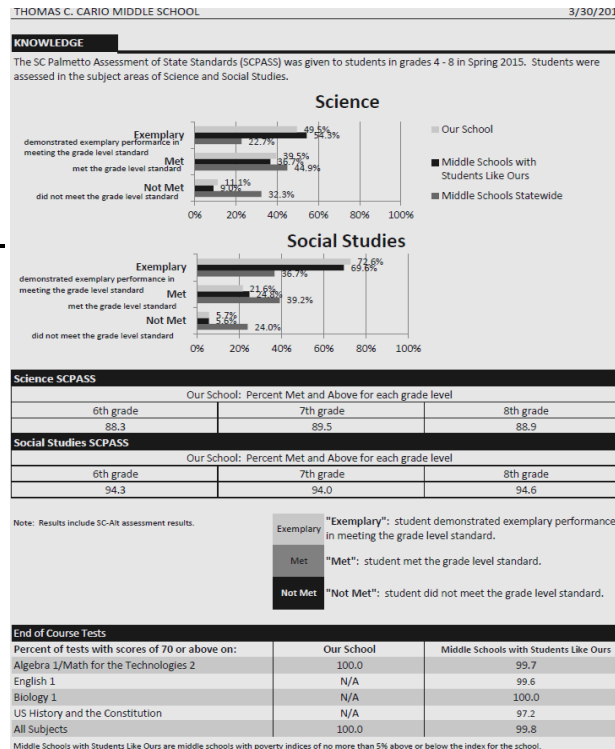 THOMAS C. CARIO MIDDLE SCHOOL 3/30/201
KNOWLEDGE
The SC Palmetto Assessment of State Standards (SCPASS) was given to students in grades 4 - 8 in Spring 2015. Students were
assessed in the subject areas of Science and Social Studies.
Science
Exemplary 49.5%
demonstrated exemplary performance in 54.3%
meeting the grade level standard 22.7%
Met 39.5%
36.7%
met the grade level standard 44.9%
Not Met 11.1%
9.0%
did not meet the grade level standard 32.3%
0% 20% 40% 60% 80% 100%
Our School
Middle Schools with
Students Like Ours
Middle Schools Statewide
Social Studies
Exemplary 72.6%
69.6%
demonstrated exemplary performance in 36.7%
meeting the grade level standard
Met 21.6%
24.8%
met the grade level standard 39.2%
Not Met 5.7%
5.6%
did not meet the grade level standard 24.0%
0% 20% 40% 60% 80% 100%
Science SCPASS
Our School: Percent Met and Above for each grade level
6th grade 7th grade 8th grade
88.3 89.5 88.9
Social Studies SCPASS
Our School: Percent Met and Above for each grade level
6th grade 7th grade 8th grade
94.3 94.0 94.6
Note: Results include SC-Alt assessment results.
Exemplary "Exemplary": student demonstrated exemplary performance
in meeting the grade level standard.
Met "Met": student met the grade level standard.
Not Met "Not Met": student did not meet the grade level standard.
End of Course Tests
Percent of tests with scores of 70 or above on: Our School Middle Schools with Students Like Ours
Algebra 1/Math for the Technologies 2 100.0 99.7
English 1 N/A 99.6
Biology 1 N/A 100.0
US History and the Constitution N/A 97.2
All Subjects 100.0 99.8
Middle Schools with Students Like Ours are middle schools with poverty indices of no more than 5% above or below the index for the school.